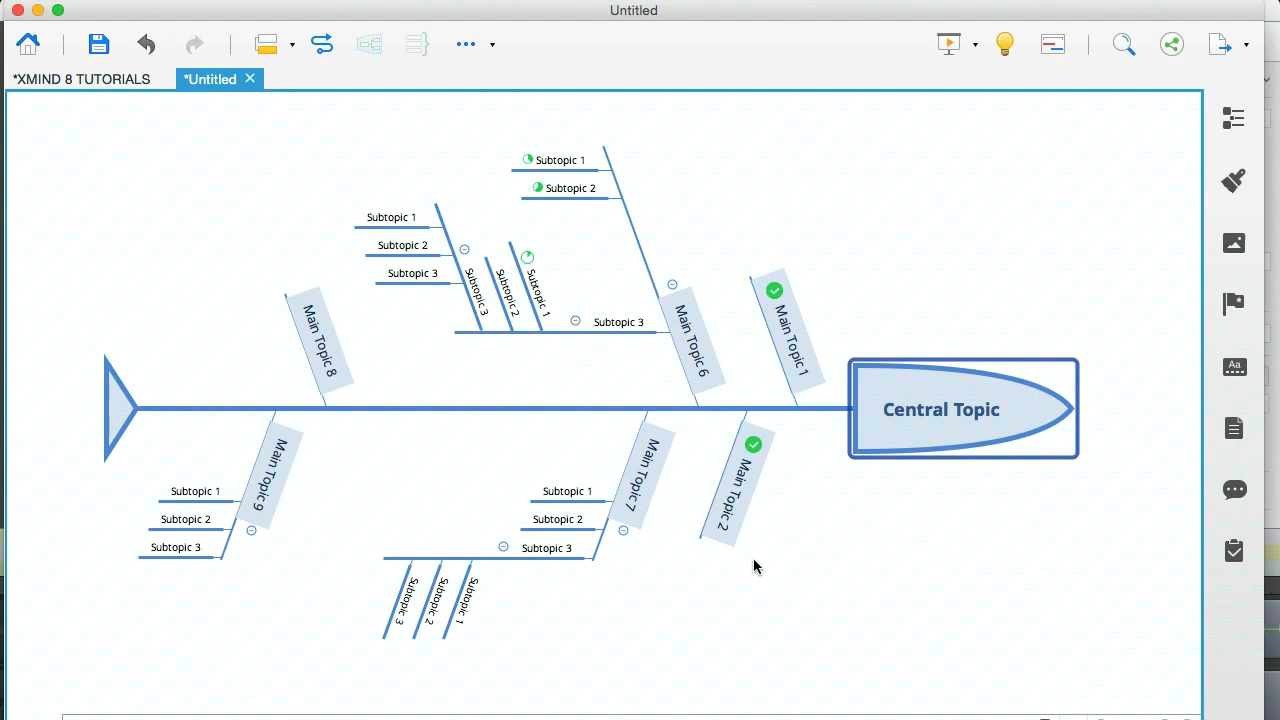 Untitled
*XMIND 8 TUTORIALS
*Untitled
Subtopic 1
Subtopic 2
Subtopic 1
Subtopic 2
Subtopic 3
Subtopic 3
Subtopic 2
Subtopic 1
Subtopic 3
Main Topic 8
Main Topic 6
Main Topic 1
Central Topic
Main Topic 9
Main Topic 7
Main Topic 2
Subtopic 1
Subtopic 2
Subtopic 3
Subtopic 1
Subtopic 2
Subtopic 3
Subtopic 3
Subtopic 2
Subtopic 1
Aa